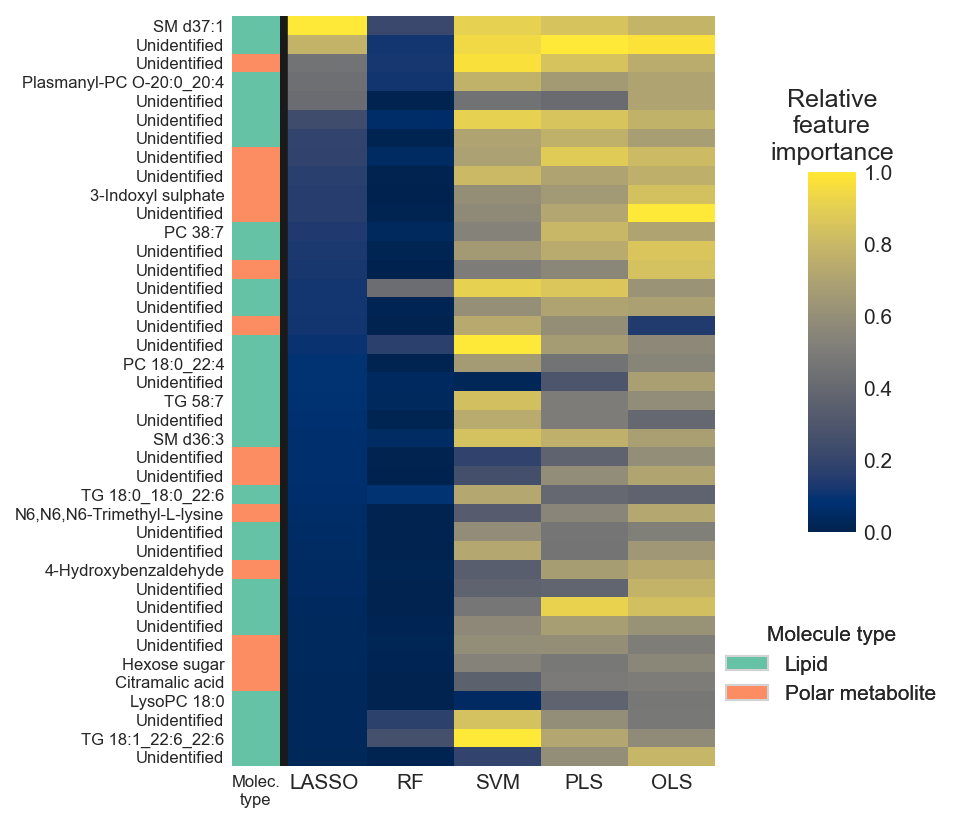 SM d37:1
Unidentified
Unidentified
Plasmanyl-PC O-20:0_20:4
Unidentified
Unidentified
Unidentified
Unidentified
Unidentified
3-Indoxyl sulphate
Unidentified
PC 38:7
Unidentified
Unidentified
Unidentified
Unidentified
Unidentified
Unidentified
PC 18:0_22:4
Unidentified
TG 58:7
Unidentified
SM d36:3
Unidentified
Unidentified
TG 18:0_18:0_22:6
N6,N6,N6-Trimethyl-L-lysine
Unidentified
Unidentified
4-Hydroxybenzaldehyde
Unidentified
Unidentified
Unidentified
Unidentified
Hexose sugar
Citramalic acid
LysoPC 18:0
Unidentified
TG 18:1_22:6_22:6
Unidentified
Molec.
type
LASSO RF SVM PLS OLS
Relative
feature
importance
1.0
0.8
0.6
0.4
0.2
0.0
Molecule type
Lipid
Polar metabolite